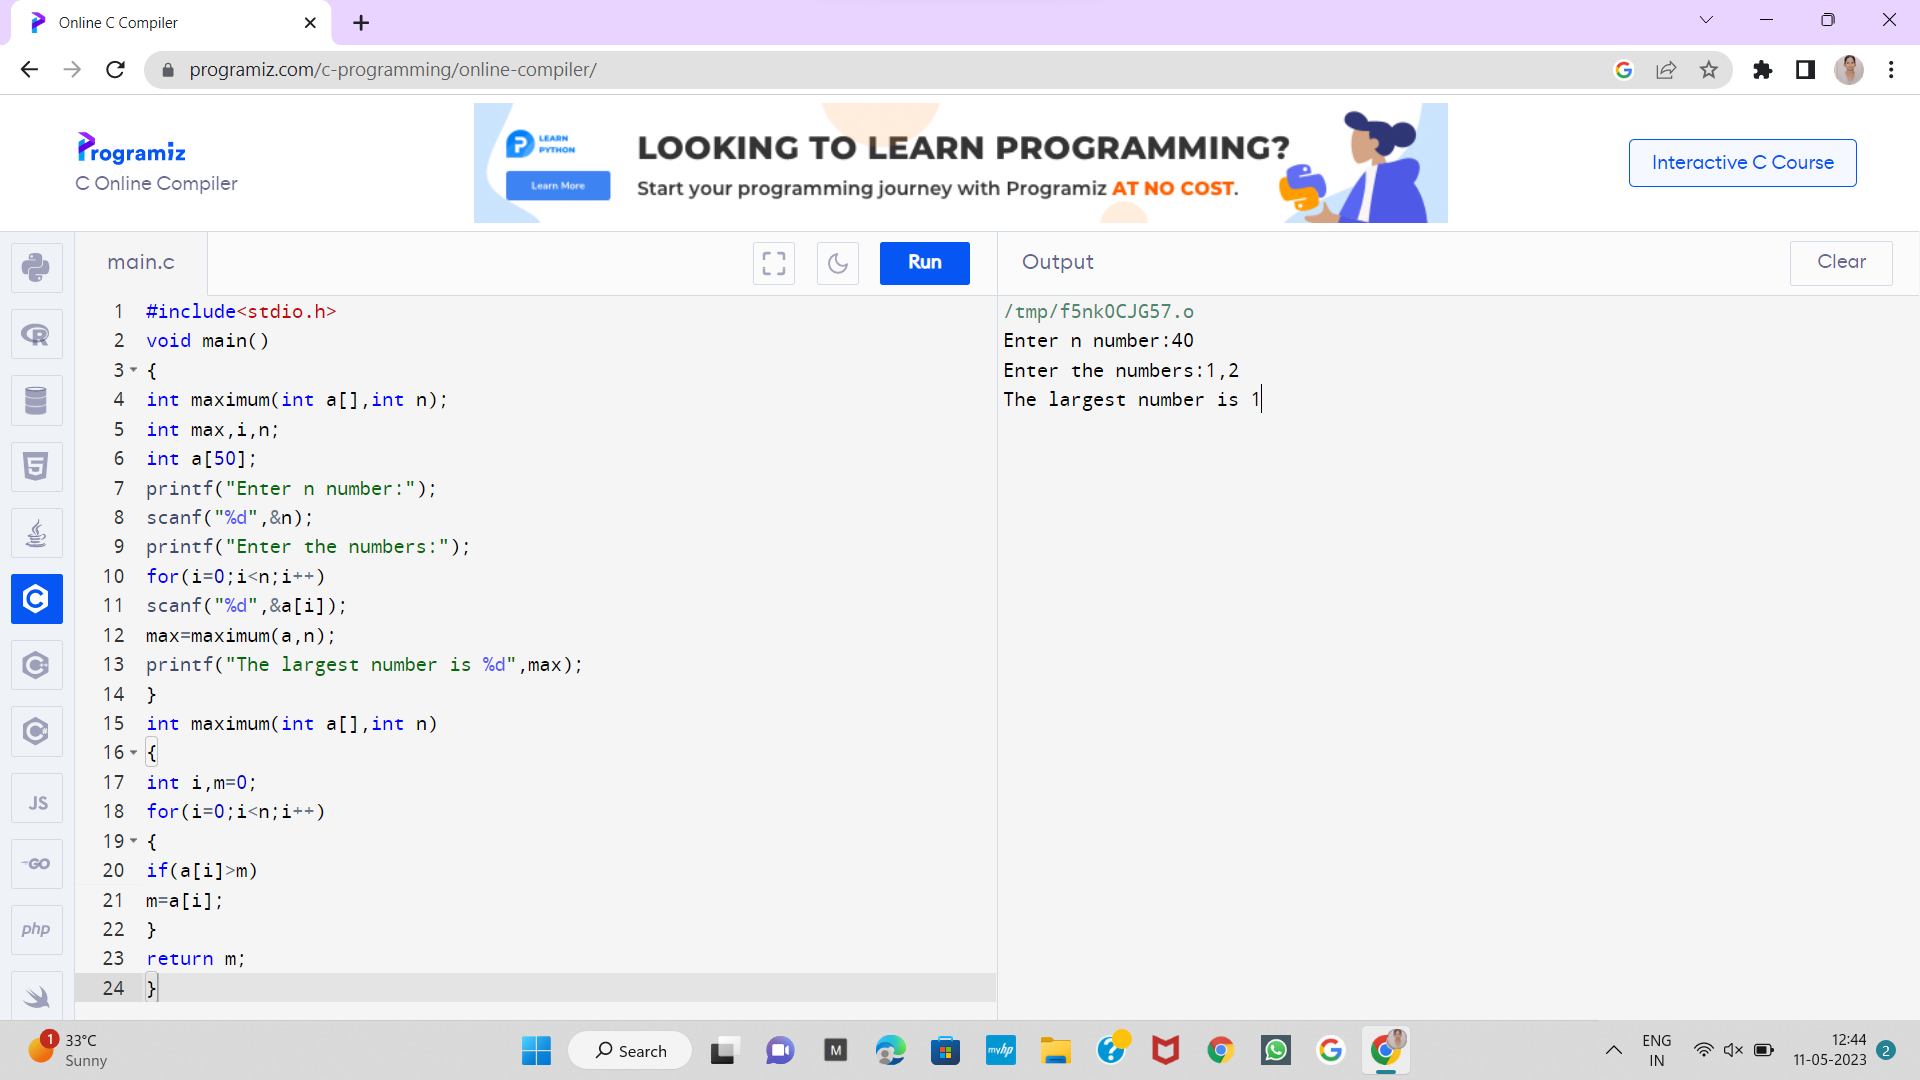 Online C Compiler
programiz.com/c-programming/online-compiler/
Programiz
C Online Compiler
LEARN
PYTHON
Learn More
LOOKING TO LEARN PROGRAMMING?
Start your programming journey with Programiz AT NO COST.
Interactive C Course
main.c
Run
Output
Clear
1 #include<stdio.h>
2 void main()
3 {
4 int maximum(int a[],int n);
5 int max,i,n;
6 int a[50];
7 printf("Enter n number:");
8 scanf("%d",&n);
9 printf("Enter the numbers:");
10 for(i=0;i<n;i++)
11 scanf("%d",&a[i]);
12 max=maximum(a,n);
13 printf("The largest number is %d",max);
14 }
15 int maximum(int a[],int n)
16 {
17 int i,m=0;
18 for(i=0;i<n;i++)
19 {
20 if(a[i]>m)
21 m=a[i];
22 }
23 return m;
24 }
/tmp/f5nkOCJG57.o
Enter n number:40
Enter the numbers:1,2
The largest number is 1
JS
GO
php
1
33°C
Sunny
Search
M
myhp
ENG
IN
12:44
11-05-2023
2